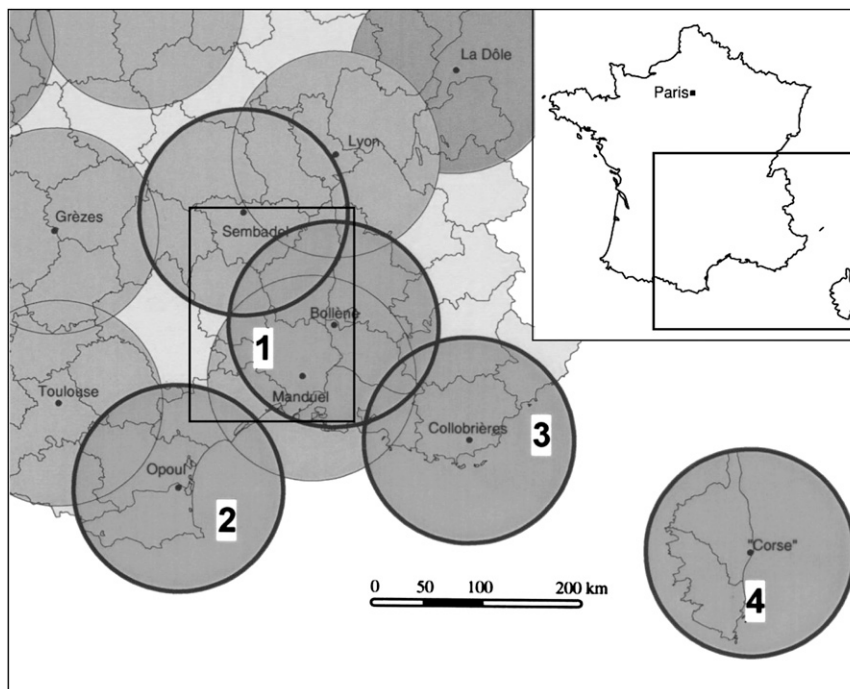 La Dôle
Paris
Lyon
Grèzes
Sembadel
Bollène
1
Toulouse
Manduel
Collobrières
3
Opoul
2
"Corse"
0 50 100 200 km
4